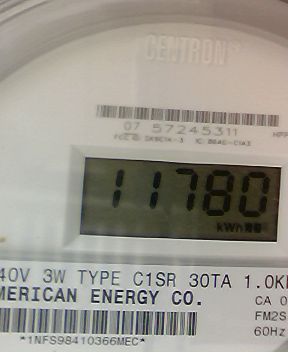 CENTRON®
07 57245311
11780
kWh
40V 3W TYPE C1SR 30TA 1.0K
MERICAN ENERGY CO.
CA 0
FM2S
60Hz
*1NFS98410366MEC*